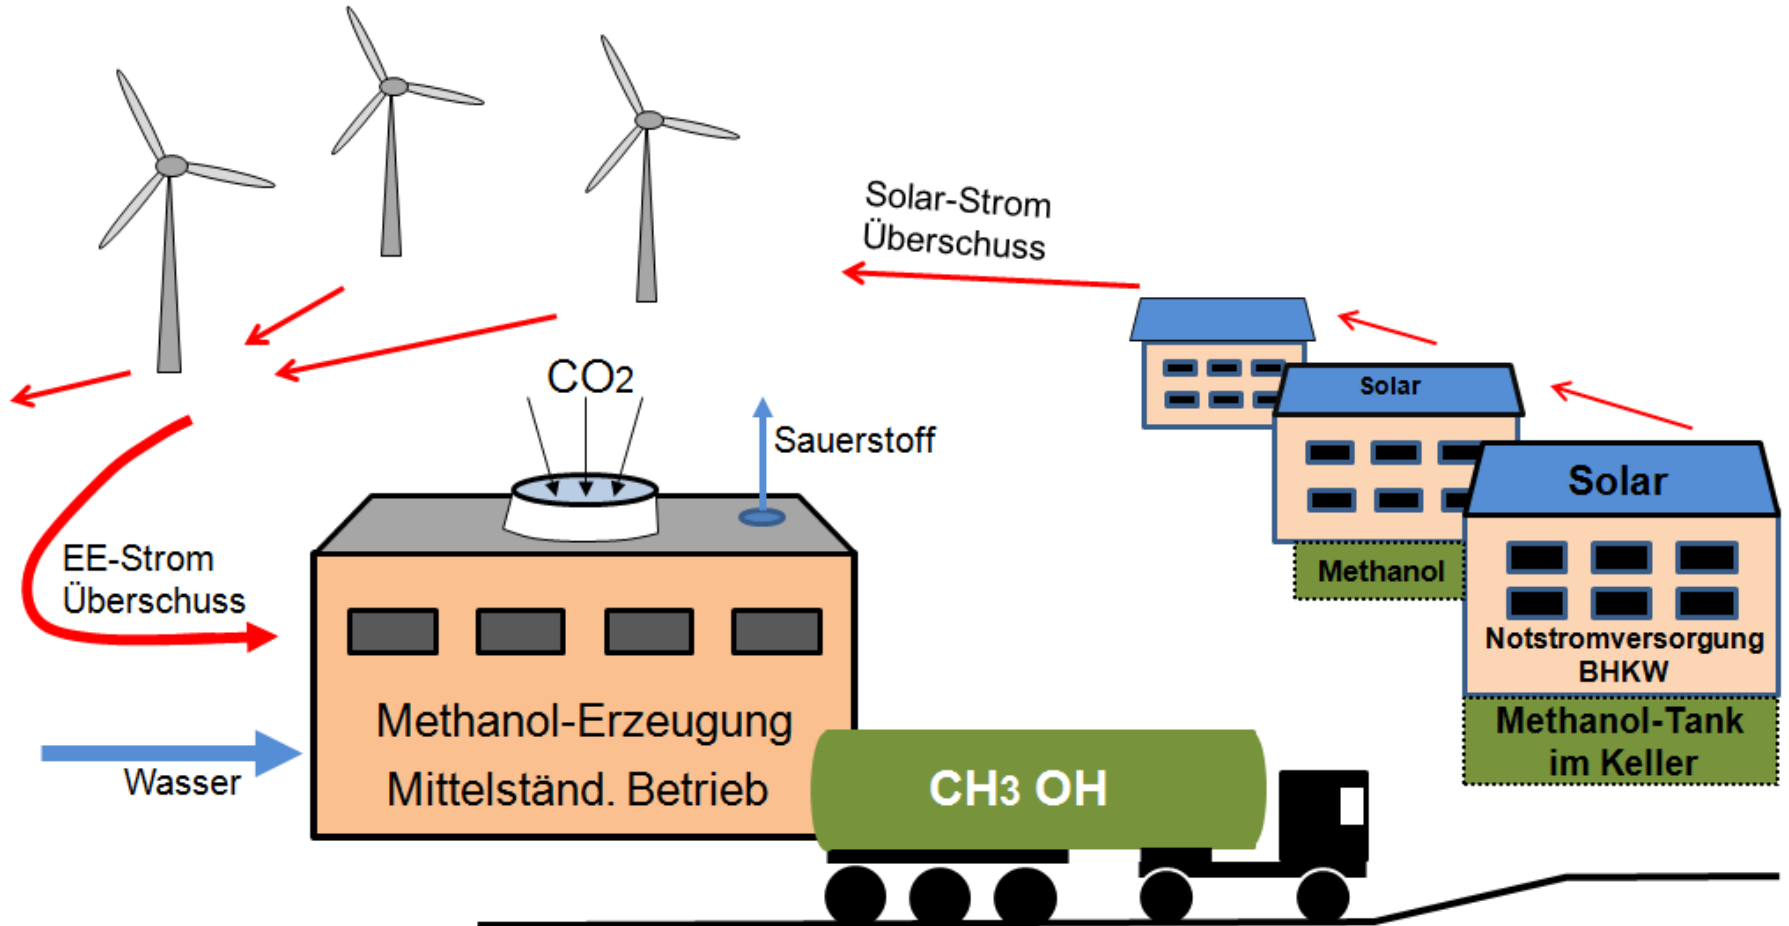 Solar-Strom
Überschuss
CO2
Sauerstoff
Solar
Solar
EE-Strom
Überschuss
Methanol
Notstromversorgung
BHKW
Methanol-Erzeugung
Mittelständ. Betrieb
Wasser
CH3 OH
Methanol-Tank
im Keller